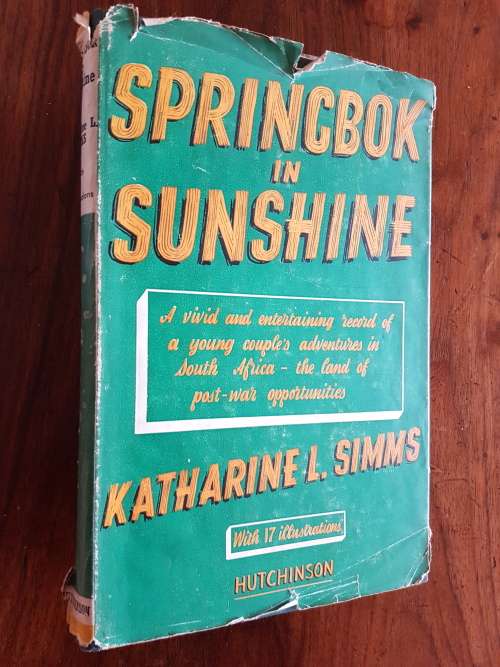 SPRINGBOK
IN
SUNSHINE
A vivid and entertaining record of
a young couple's adventures in
South Africa - the land of
post-war opportunities
KATHARINE L. SIMMS
With 17 illustrations
HUTCHINSON